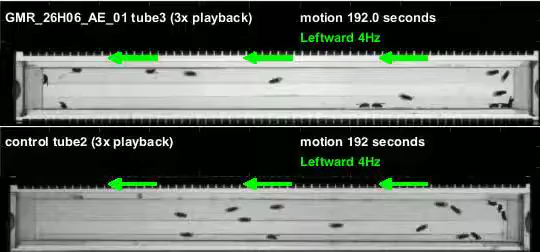 GMR_26H06_AE_01 tube3 (3x playback)
motion 192.0 seconds
Leftward 4Hz
control tube2 (3x playback)
motion 192 seconds
Leftward 4Hz